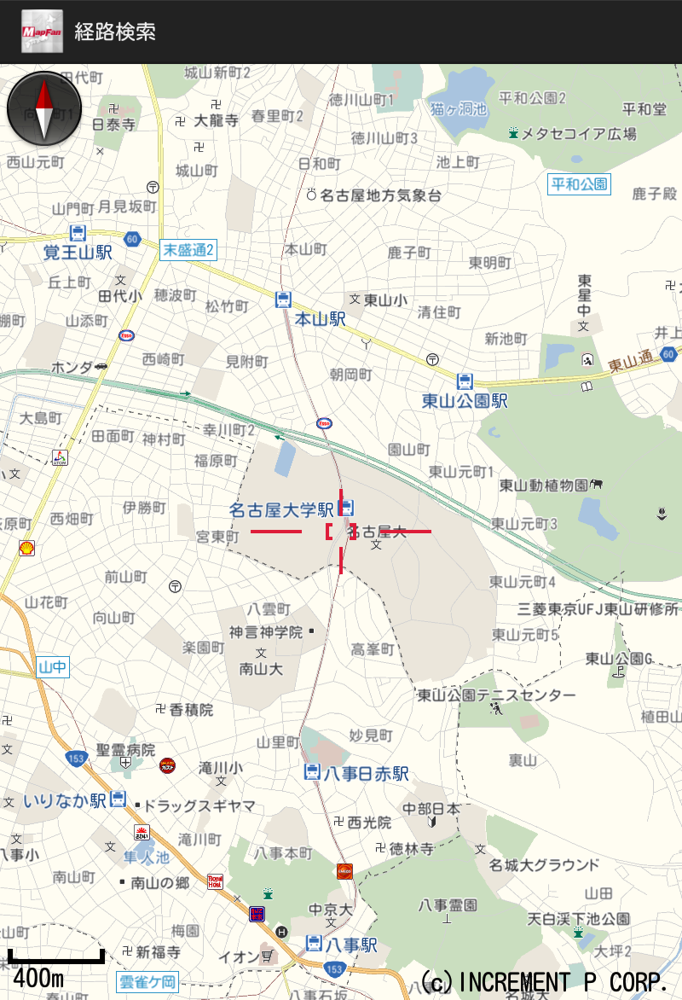 MapFan 経路検索
田代町 城山新町2
徳川山町1 平和公園2
猫ヶ洞池 平和堂
日泰寺 大龍寺 春里町2
徳川山町3 メタセコイア広場
西山元町 城山町 日和町 池上町
平和公園
名古屋地方気象台 鹿子殿
山門町 月見坂町
覚王山駅 60 末盛通2 本山町 鹿子町
東明町
丘上町 田代小 穂波町 松竹町
本山駅 東山小 清住町 東星中
山添町
棚町 新池町 井上
Esso 西崎町 見附町 60
ホンダ 朝岡町 東山通
東山公園駅
大島町 Esso
田面町 神村町 幸川町2
福原町 園山町
東山元町1
東山動植物園
伊勝町 名古屋大学駅
西畑町 宮東町 名古屋大 東山元町3
前山町 東山元町4
山花町 向山町 八雲町 三菱東京UFJ東山研修所
神言神学院 東山元町5
楽園町 高峯町 東山公園G
山中 南山大
東山公園テニスセンター
香積院 植田山
山里町 妙見町
聖霊病院 裏山
153 滝川小
八事日赤駅
いりなか駅 ドラッグスギヤマ 中部日本
西光院
滝川町 徳林寺
八事小 隼人池 八事本町
南山町 南山の郷 Royal Host 名城大グラウンド
八事霊園 山田
中京大 天白渓下池公園
梅園 H
新福寺 イオン 八事駅 大坪2
400m 153
雲雀ケ岡 (c)INCREMENT P CORP.
八事石坂 名城大